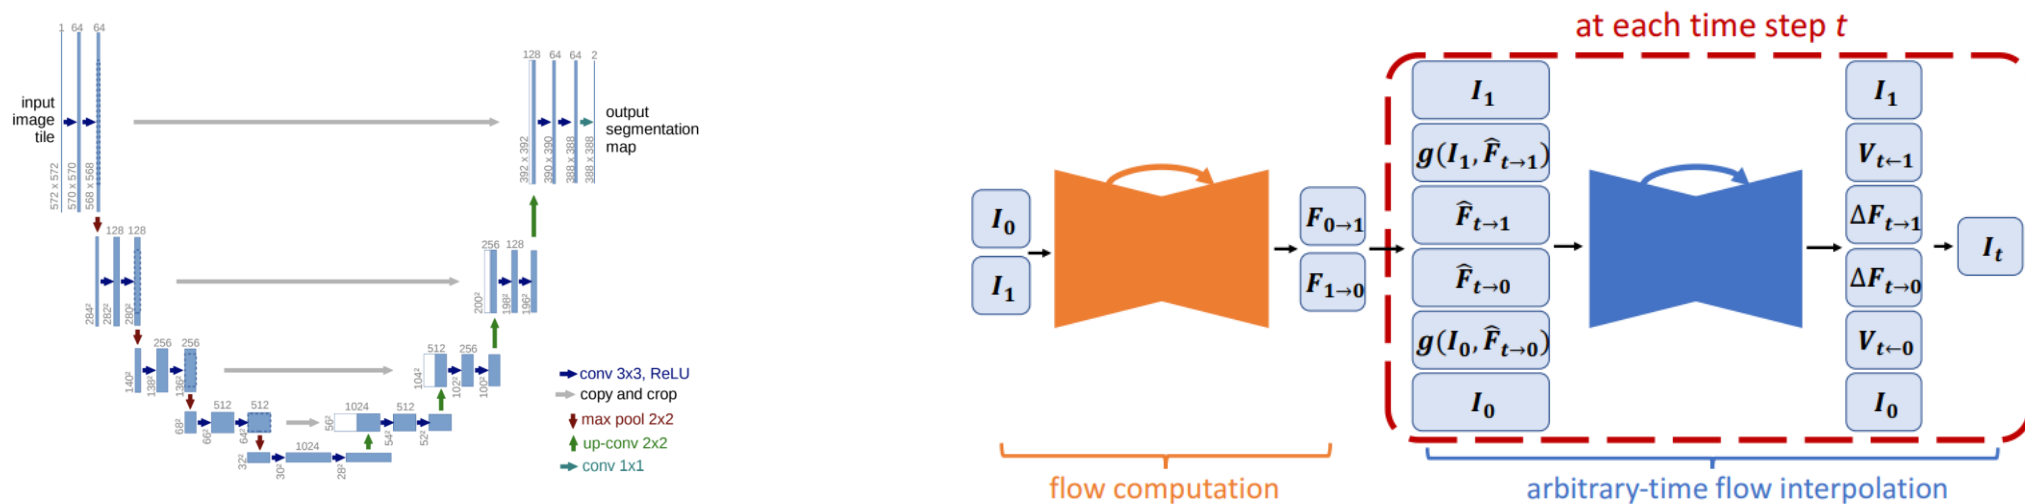 1 64 64
input
image
tile
572 x 572
570 x 570
568 x 568
128 64 64 2
output
segmentation
map
392 x 392
390 x 390
388 x 388
388 x 388
128 128
284²
282²
280²
256 128
200²
198²
196²
256 256
140²
138²
136²
512 256
104²
102²
100²
512 512
68²
66²
64²
1024 512
56²
54²
52²
1024
32²
30²
28²
conv 3x3, ReLU
copy and crop
max pool 2x2
up-conv 2x2
conv 1x1
at each time step t
I₀
I₁
F₀→₁
F₁→₀
I₁
g(I₁, F̂ₜ→₁)
F̂ₜ→₁
F̂ₜ→₀
g(I₀, F̂ₜ→₀)
I₀
I₁
Vₜ←₁
ΔFₜ→₁
ΔFₜ→₀
Vₜ←₀
I₀
Iₜ
flow computation
arbitrary-time flow interpolation